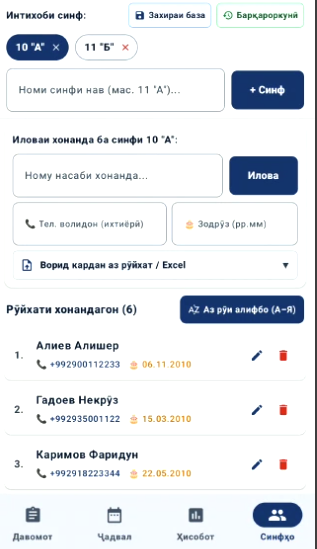 Интихоби синф:
Захираи база
Барқароркунӣ
10 "А" ×
11 "Б" ×
Номи синфи нав (мас. 11 "А")...
+ Синф
Иловаи хонанда ба синфи 10 "А":
Ному насаби хонанда...
Илова
Тел. волидон (ихтиёрӣ)
Зодрӯз (рр.мм)
Ворид кардан аз рӯйхат / Excel ▼
Рӯйхати хонандагон (6)
AZ Аз рӯи алифбо (А-Я)
1. Алиев Алишер
+992900112233 06.11.2010
2. Гадоев Некрӯз
+992935001122 15.03.2010
3. Каримов Фаридун
+992918223344 22.05.2010
Давомот
Ҷадвал
Ҳисобот
Синфҳо